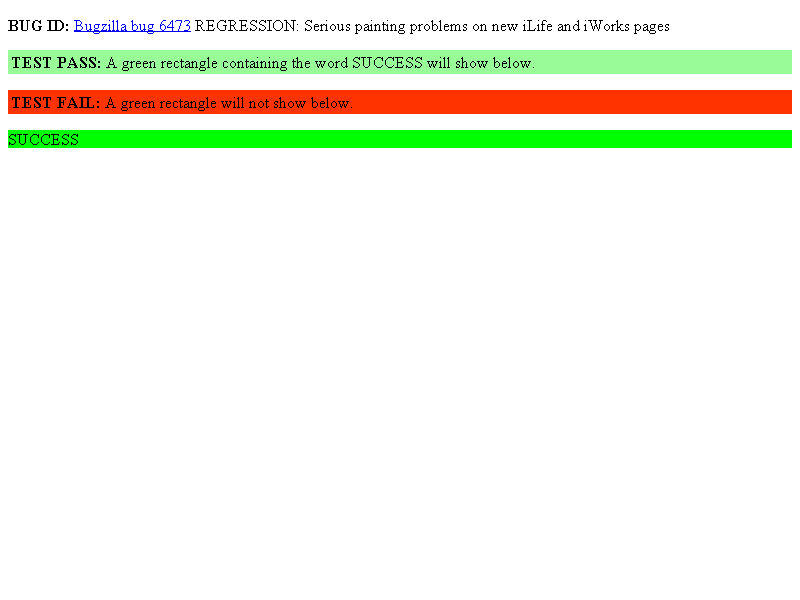 BUG ID: Bugzilla bug 6473 REGRESSION: Serious painting problems on new iLife and iWorks pages
TEST PASS: A green rectangle containing the word SUCCESS will show below.
TEST FAIL: A green rectangle will not show below.
SUCCESS